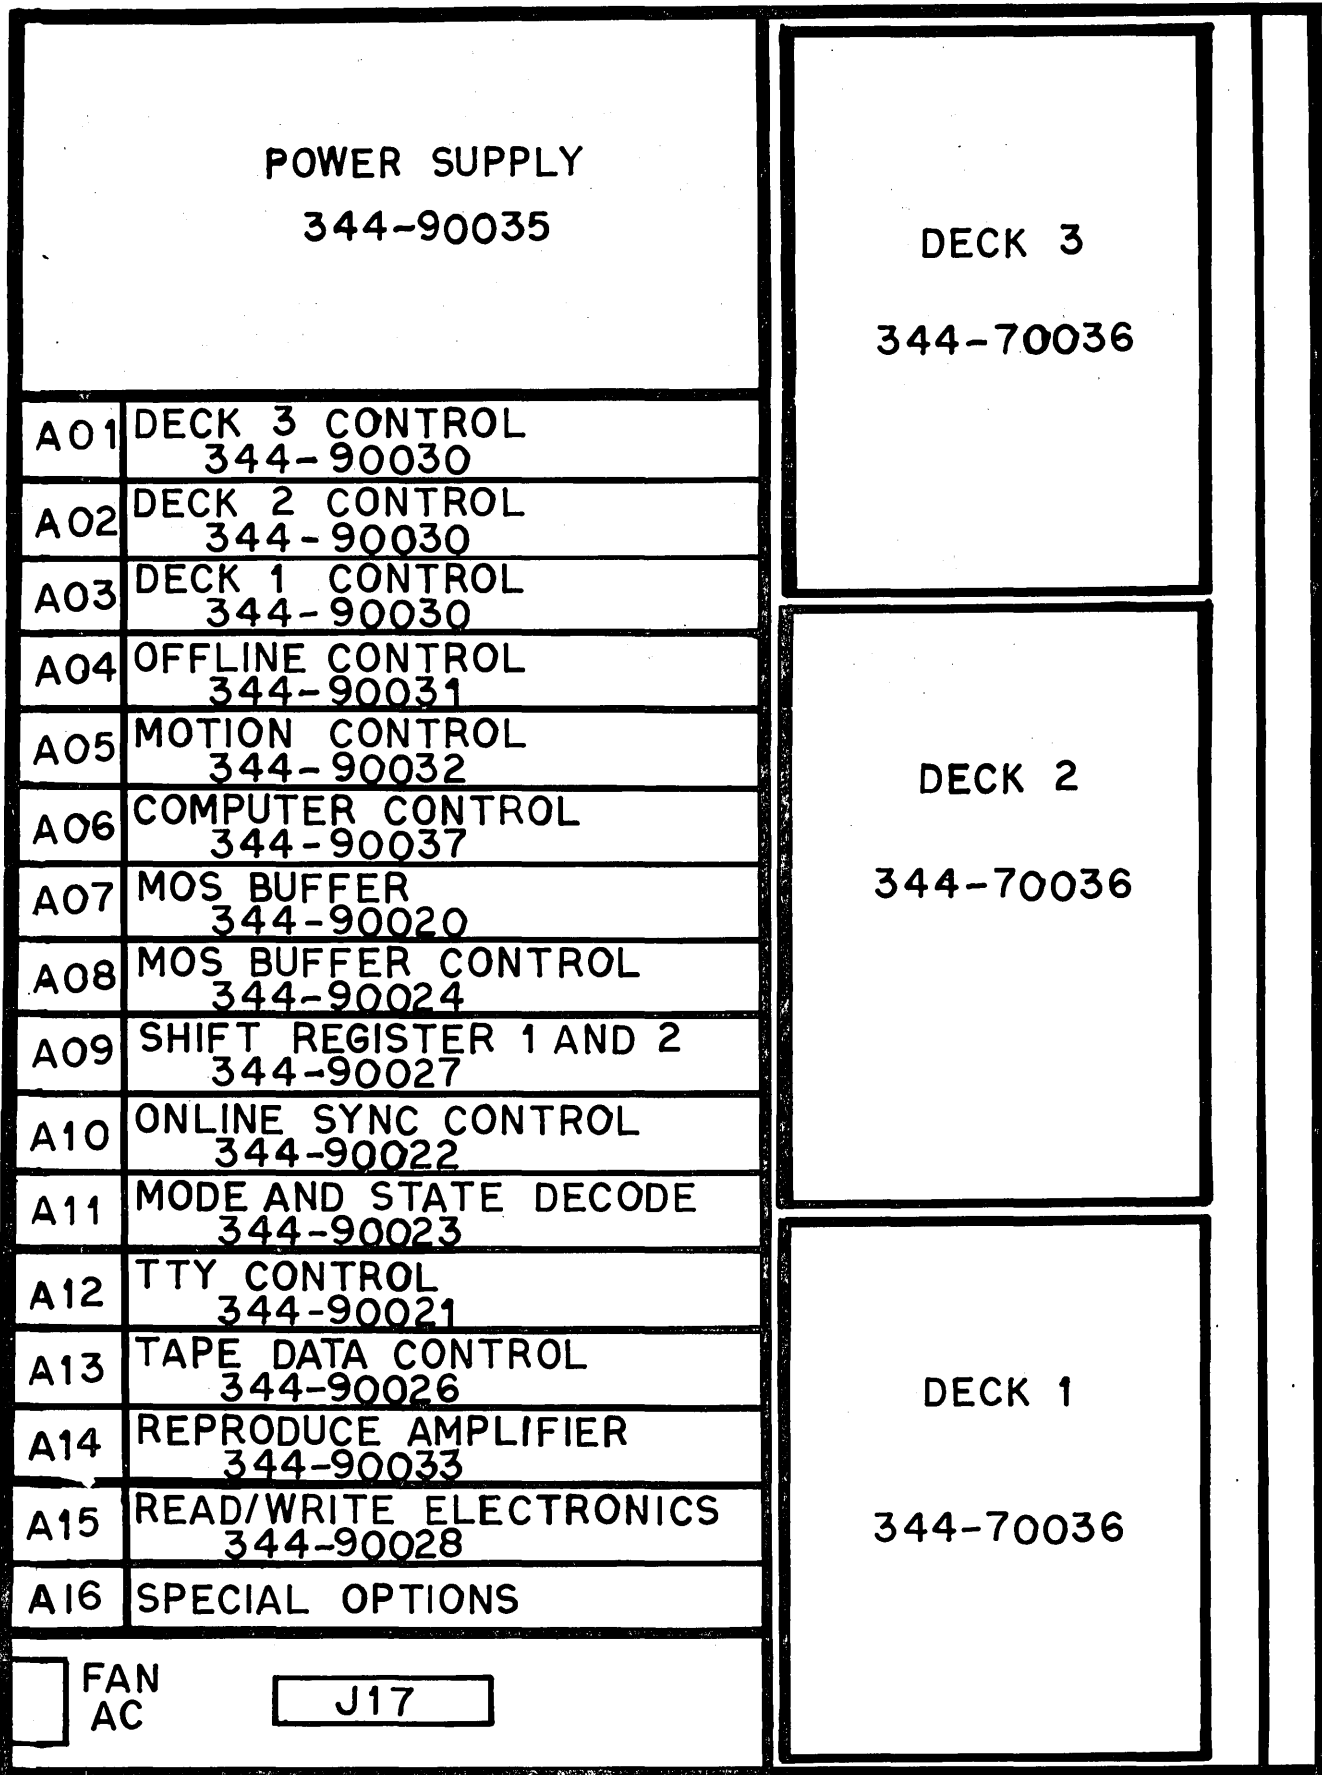 POWER SUPPLY
344-90035
A01 DECK 3 CONTROL
344-90030
A02 DECK 2 CONTROL
344-90030
A03 DECK 1 CONTROL
344-90030
A04 OFFLINE CONTROL
344-90031
A05 MOTION CONTROL
344-90032
A06 COMPUTER CONTROL
344-90037
A07 MOS BUFFER
344-90020
A08 MOS BUFFER CONTROL
344-90024
A09 SHIFT REGISTER 1 AND 2
344-90027
A10 ONLINE SYNC CONTROL
344-90022
A11 MODE AND STATE DECODE
344-90023
A12 TTY CONTROL
344-90021
A13 TAPE DATA CONTROL
344-90026
A14 REPRODUCE AMPLIFIER
344-90033
A15 READ/WRITE ELECTRONICS
344-90028
A16 SPECIAL OPTIONS
FAN
AC
J17
DECK 3
344-70036
DECK 2
344-70036
DECK 1
344-70036